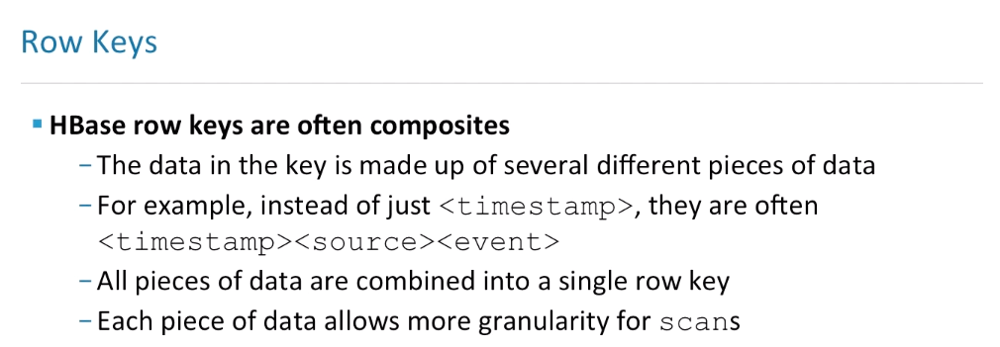 Row Keys
▪ HBase row keys are often composites
– The data in the key is made up of several different pieces of data
– For example, instead of just <timestamp>, they are often
<timestamp><source><event>
– All pieces of data are combined into a single row key
– Each piece of data allows more granularity for scans